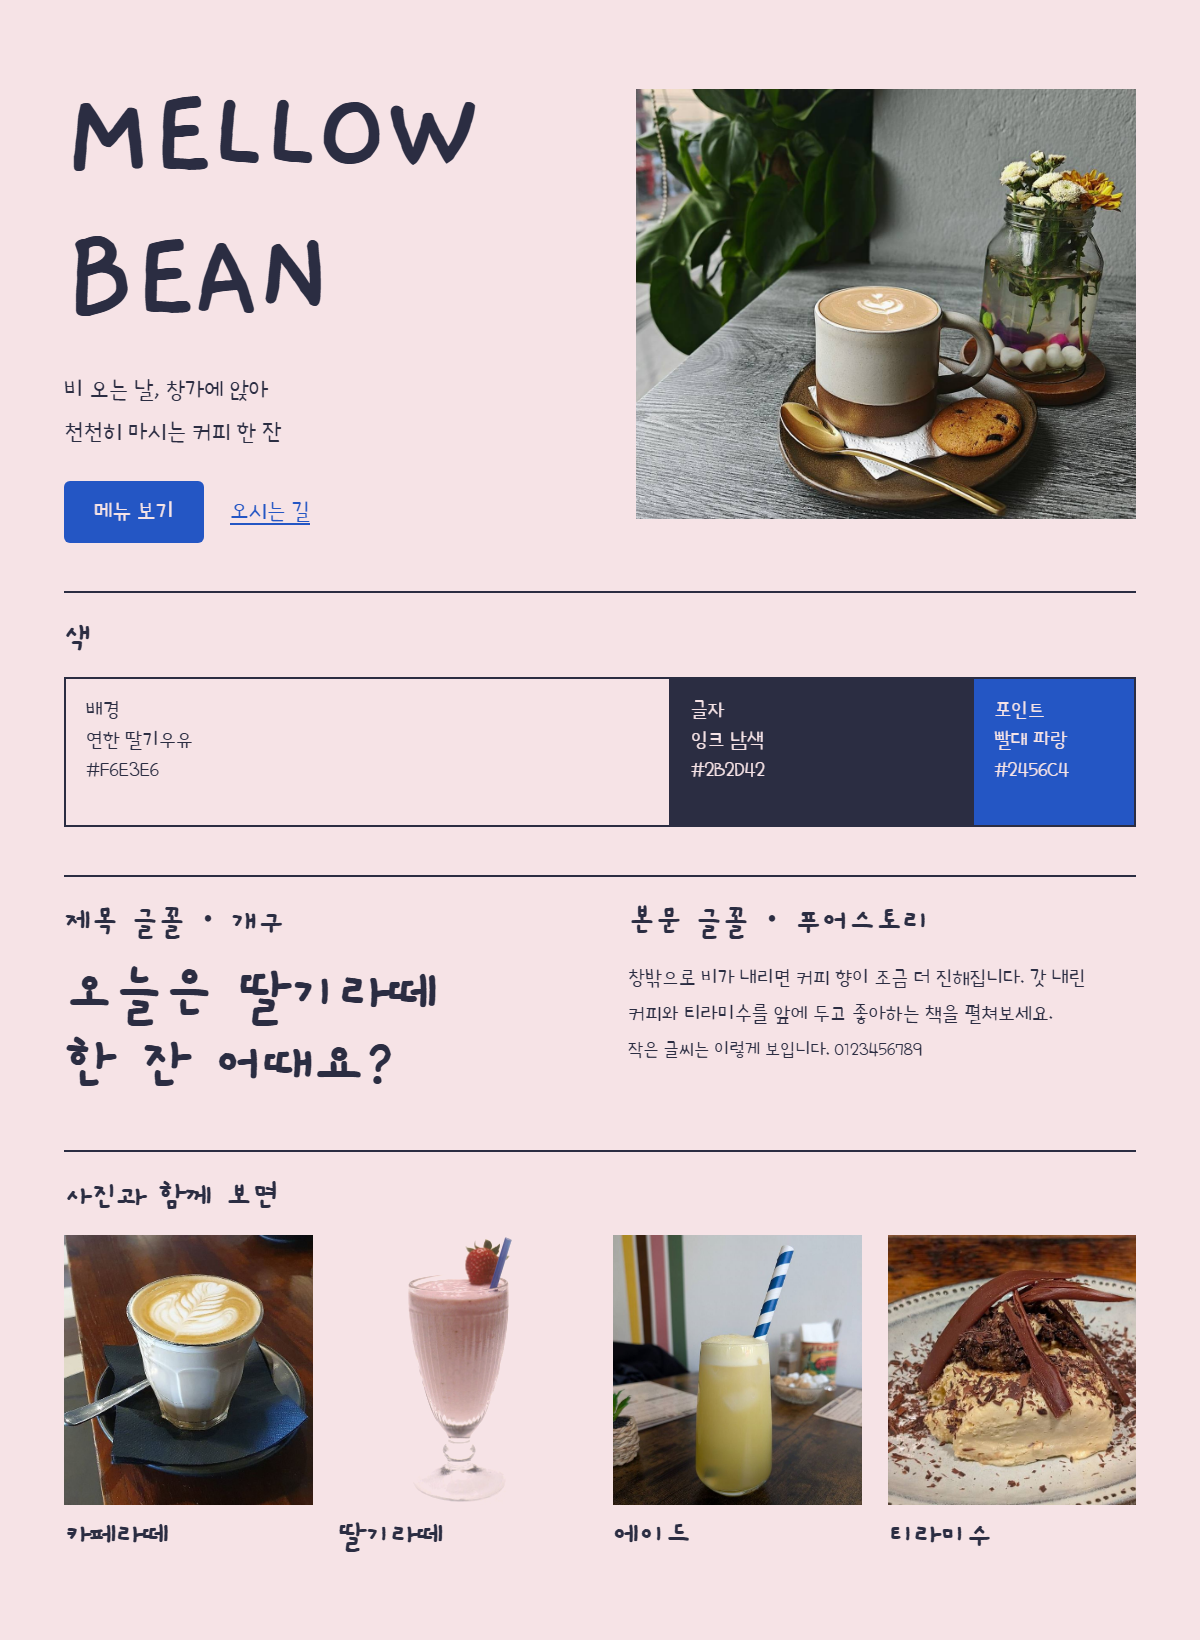 MELLOW
BEAN
비 오는 날, 창가에 앉아
천천히 마시는 커피 한 잔
메뉴 보기
오시는 길
색
배경
연한 딸기우유
#F6E3E6
글자
잉크 남색
#2B2D42
포인트
빨대 파랑
#2456C4
제목 글꼴 • 개구
오늘은 딸기라떼
한 잔 어때요?
본문 글꼴 • 푸어스토리
창밖으로 비가 내리면 커피 향이 조금 더 진해집니다. 갓 내린
커피와 티라미수를 앞에 두고 좋아하는 책을 펼쳐보세요.
작은 글씨는 이렇게 보입니다. 0123456789
사진과 함께 보면
카페라떼
딸기라떼
에이드
티라미수